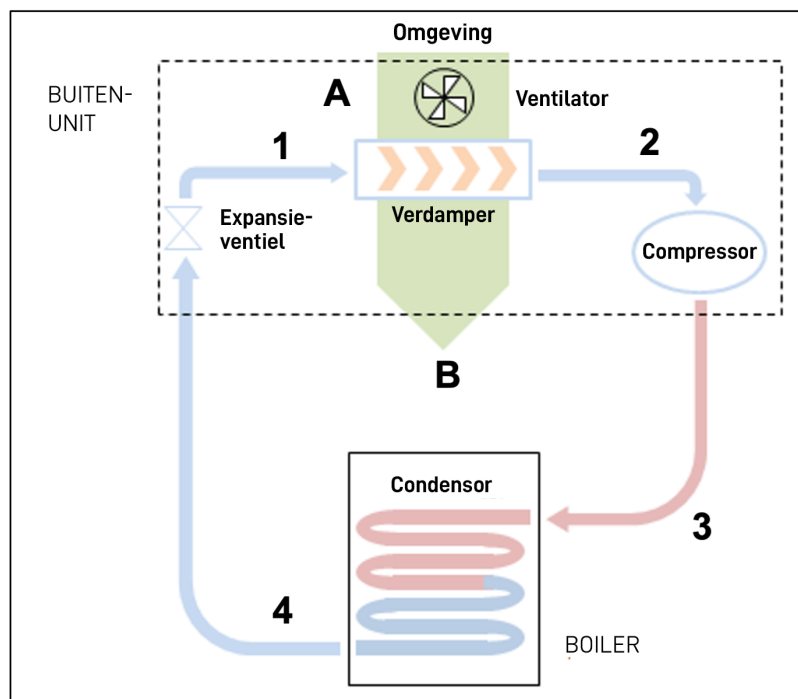 Omgeving
BUITEN-
UNIT
A
Ventilator
1
2
Expansie-
ventiel
Verdamper
Compressor
B
Condensor
3
4
BOILER